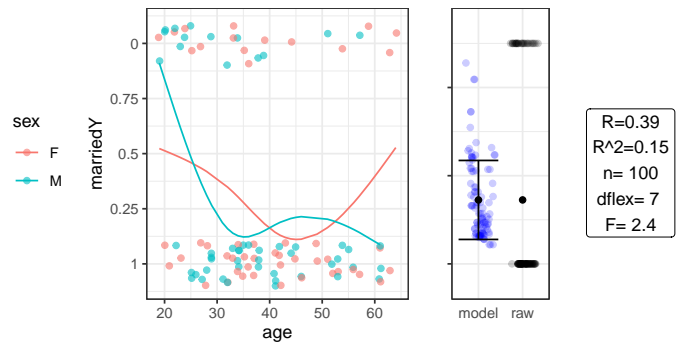 sex
F
M
marriedY
0
0.75
0.5
0.25
1
20
30
40
50
60
age
model
raw
R=0.39
R^2=0.15
n= 100
dflex= 7
F= 2.4